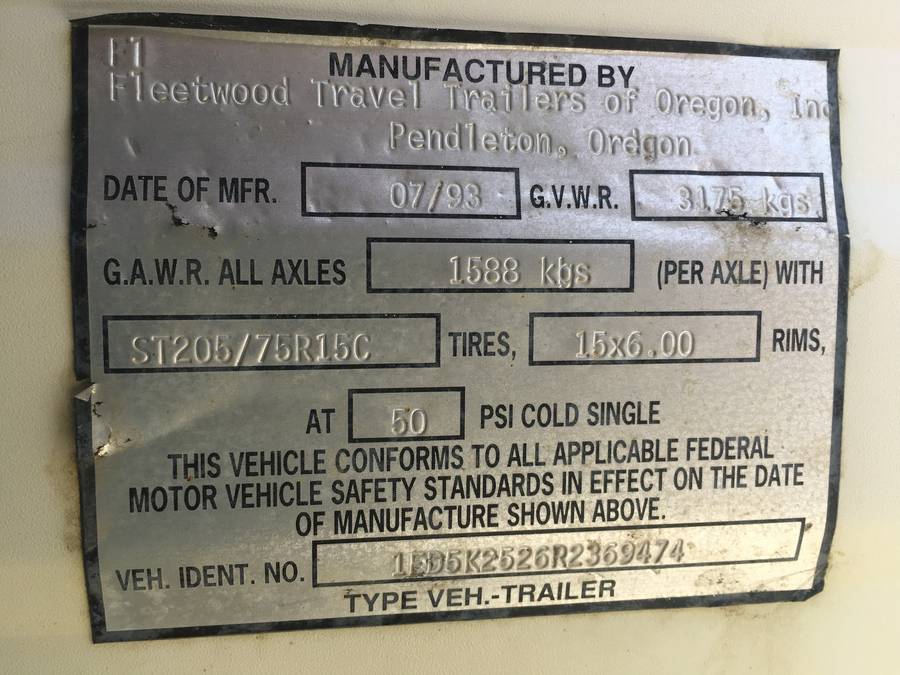 F1
MANUFACTURED BY
Fleetwood Travel Trailers of Oregon, Inc
Pendleton, Oregon
DATE OF MFR. 07/93 G.V.W.R. 3175 kgs
G.A.W.R. ALL AXLES 1588 kgs (PER AXLE) WITH
ST205/75R15C TIRES, 15x6.00 RIMS,
AT 50 PSI COLD SINGLE
THIS VEHICLE CONFORMS TO ALL APPLICABLE FEDERAL
MOTOR VEHICLE SAFETY STANDARDS IN EFFECT ON THE DATE
OF MANUFACTURE SHOWN ABOVE.
VEH. IDENT. NO.
TYPE VEH.-TRAILER